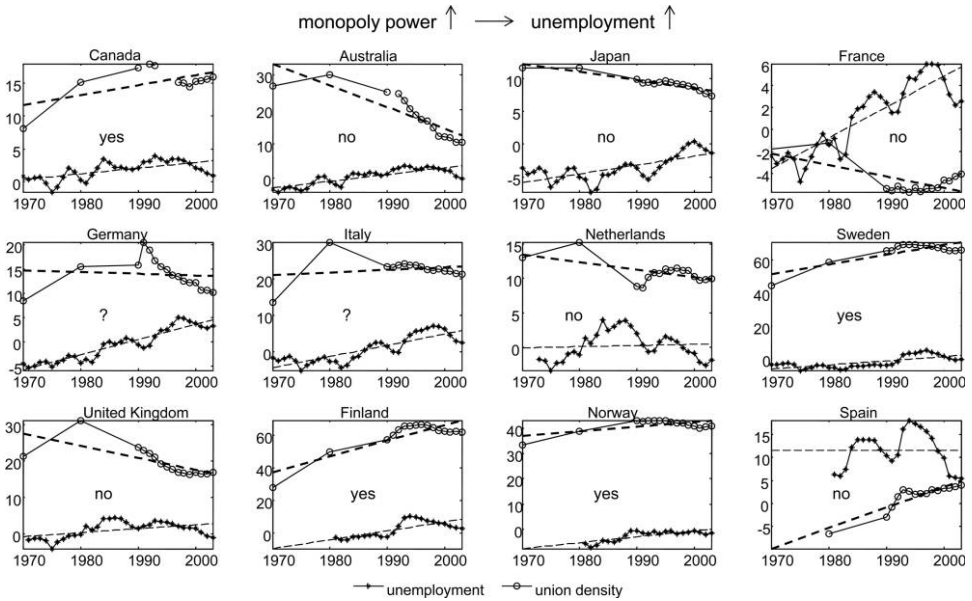 monopoly power ↑ → unemployment ↑
Canada Australia Japan France
15 10 5 0
30 20 10 0
10 5 0 -5
6 4 2 0 -2 -4
yes no no no
1970 1980 1990 2000 1970 1980 1990 2000 1970 1980 1990 2000 1970 1980 1990 2000
Germany Italy Netherlands Sweden
20 15 10 5 0 -5
30 20 10 0
15 10 5 0
60 40 20 0
? ? no yes
1970 1980 1990 2000 1970 1980 1990 2000 1970 1980 1990 2000 1970 1980 1990 2000
United Kingdom Finland Norway Spain
30 20 10 0
60 40 20 0
40 30 20 10 0
15 10 5 0 -5
no yes yes no
1970 1980 1990 2000 1970 1980 1990 2000 1970 1980 1990 2000 1970 1980 1990 2000
unemployment union density